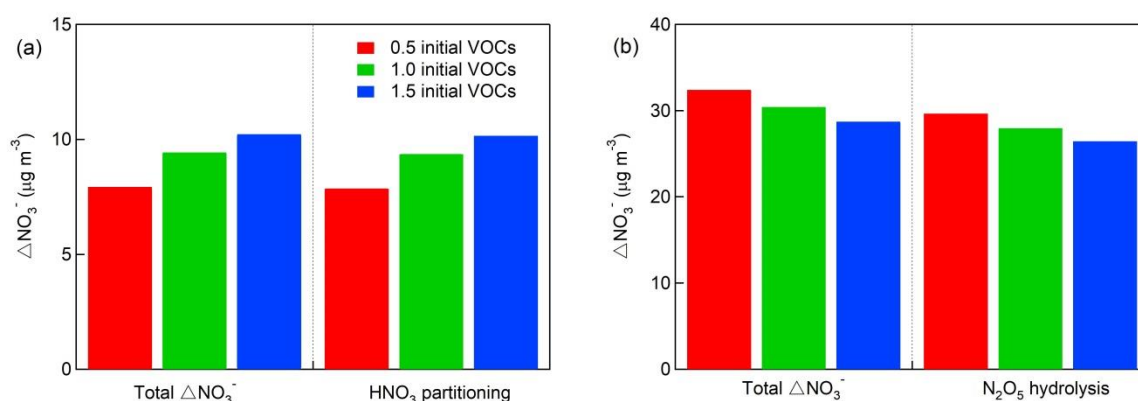 (a)
15
10
5
0
△NO₃⁻ (μg m⁻³)
0.5 initial VOCs
1.0 initial VOCs
1.5 initial VOCs
Total △NO₃⁻
HNO₃ partitioning
(b)
40
30
20
10
0
△NO₃⁻ (μg m⁻³)
Total △NO₃⁻
N₂O₅ hydrolysis